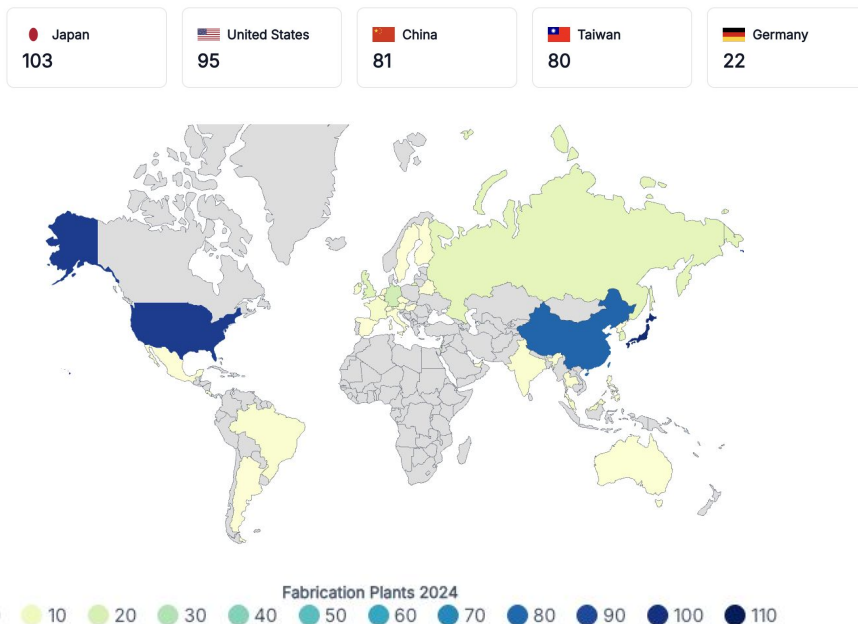 Japan
103
United States
95
China
81
Taiwan
80
Germany
22
Fabrication Plants 2024
10 20 30 40 50 60 70 80 90 100 110